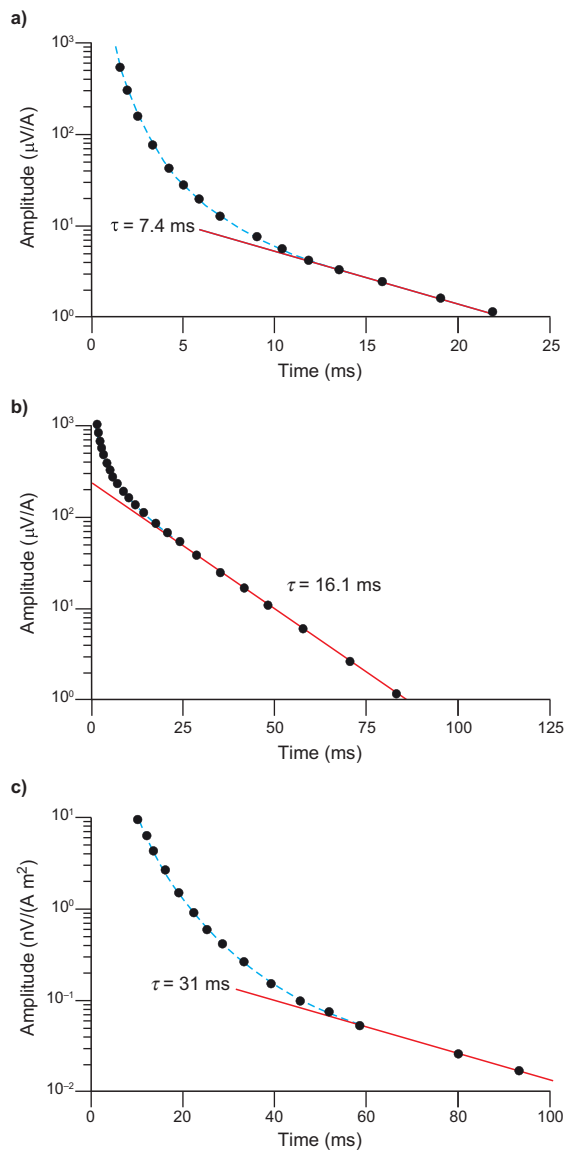 a)
10³
10²
10¹
10⁰
Amplitude (µV/A)
τ = 7.4 ms
0 5 10 15 20 25
Time (ms)
b)
10³
10²
10¹
10⁰
Amplitude (µV/A)
τ = 16.1 ms
0 25 50 75 100 125
Time (ms)
c)
10¹
10⁰
10⁻¹
10⁻²
Amplitude (nV/(A m²)
τ = 31 ms
0 20 40 60 80 100
Time (ms)